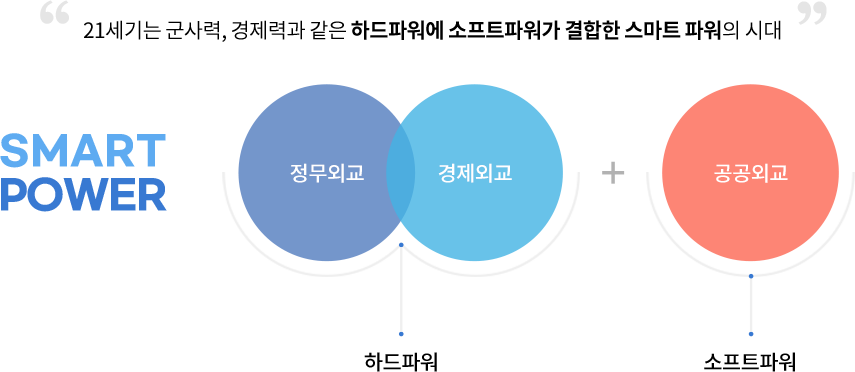 “ 21세기는 군사력, 경제력과 같은 하드파워에 소프트파워가 결합한 스마트 파워의 시대 ”
SMART
POWER
정무외교
경제외교
+
공공외교
하드파워
소프트파워